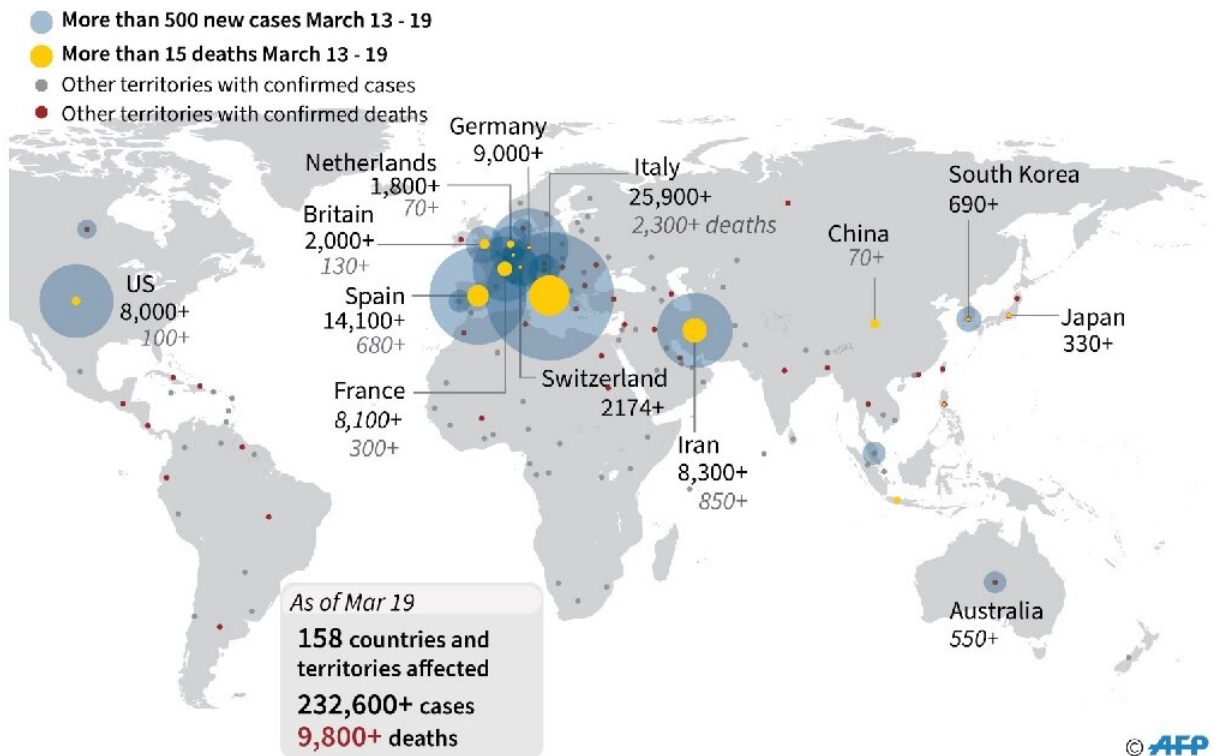 More than 500 new cases March 13 - 19
More than 15 deaths March 13 - 19
Other territories with confirmed cases
Other territories with confirmed deaths
Germany
9,000+
Netherlands
1,800+
70+
Britain
2,000+
130+
Italy
25,900+
2,300+ deaths
South Korea
690+
China
70+
US
8,000+
100+
Spain
14,100+
680+
Japan
330+
France
8,100+
300+
Switzerland
2174+
Iran
8,300+
850+
Australia
550+
As of Mar 19
158 countries and
territories affected
232,600+ cases
9,800+ deaths
© AFP